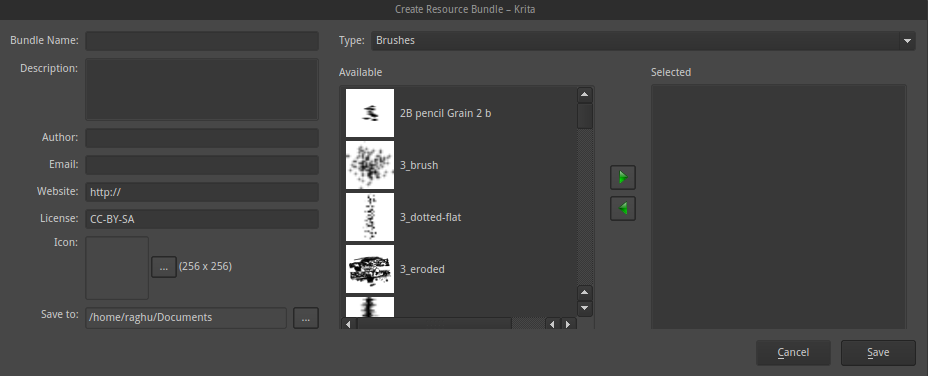 Create Resource Bundle – Krita
Bundle Name:
Description:
Author:
Email:
Website: http://
License: CC-BY-SA
Icon:
... (256 x 256)
Save to: /home/raghu/Documents ...
Type: Brushes
Available
2B pencil Grain 2 b
3_brush
3_dotted-flat
3_eroded
Selected
Cancel Save